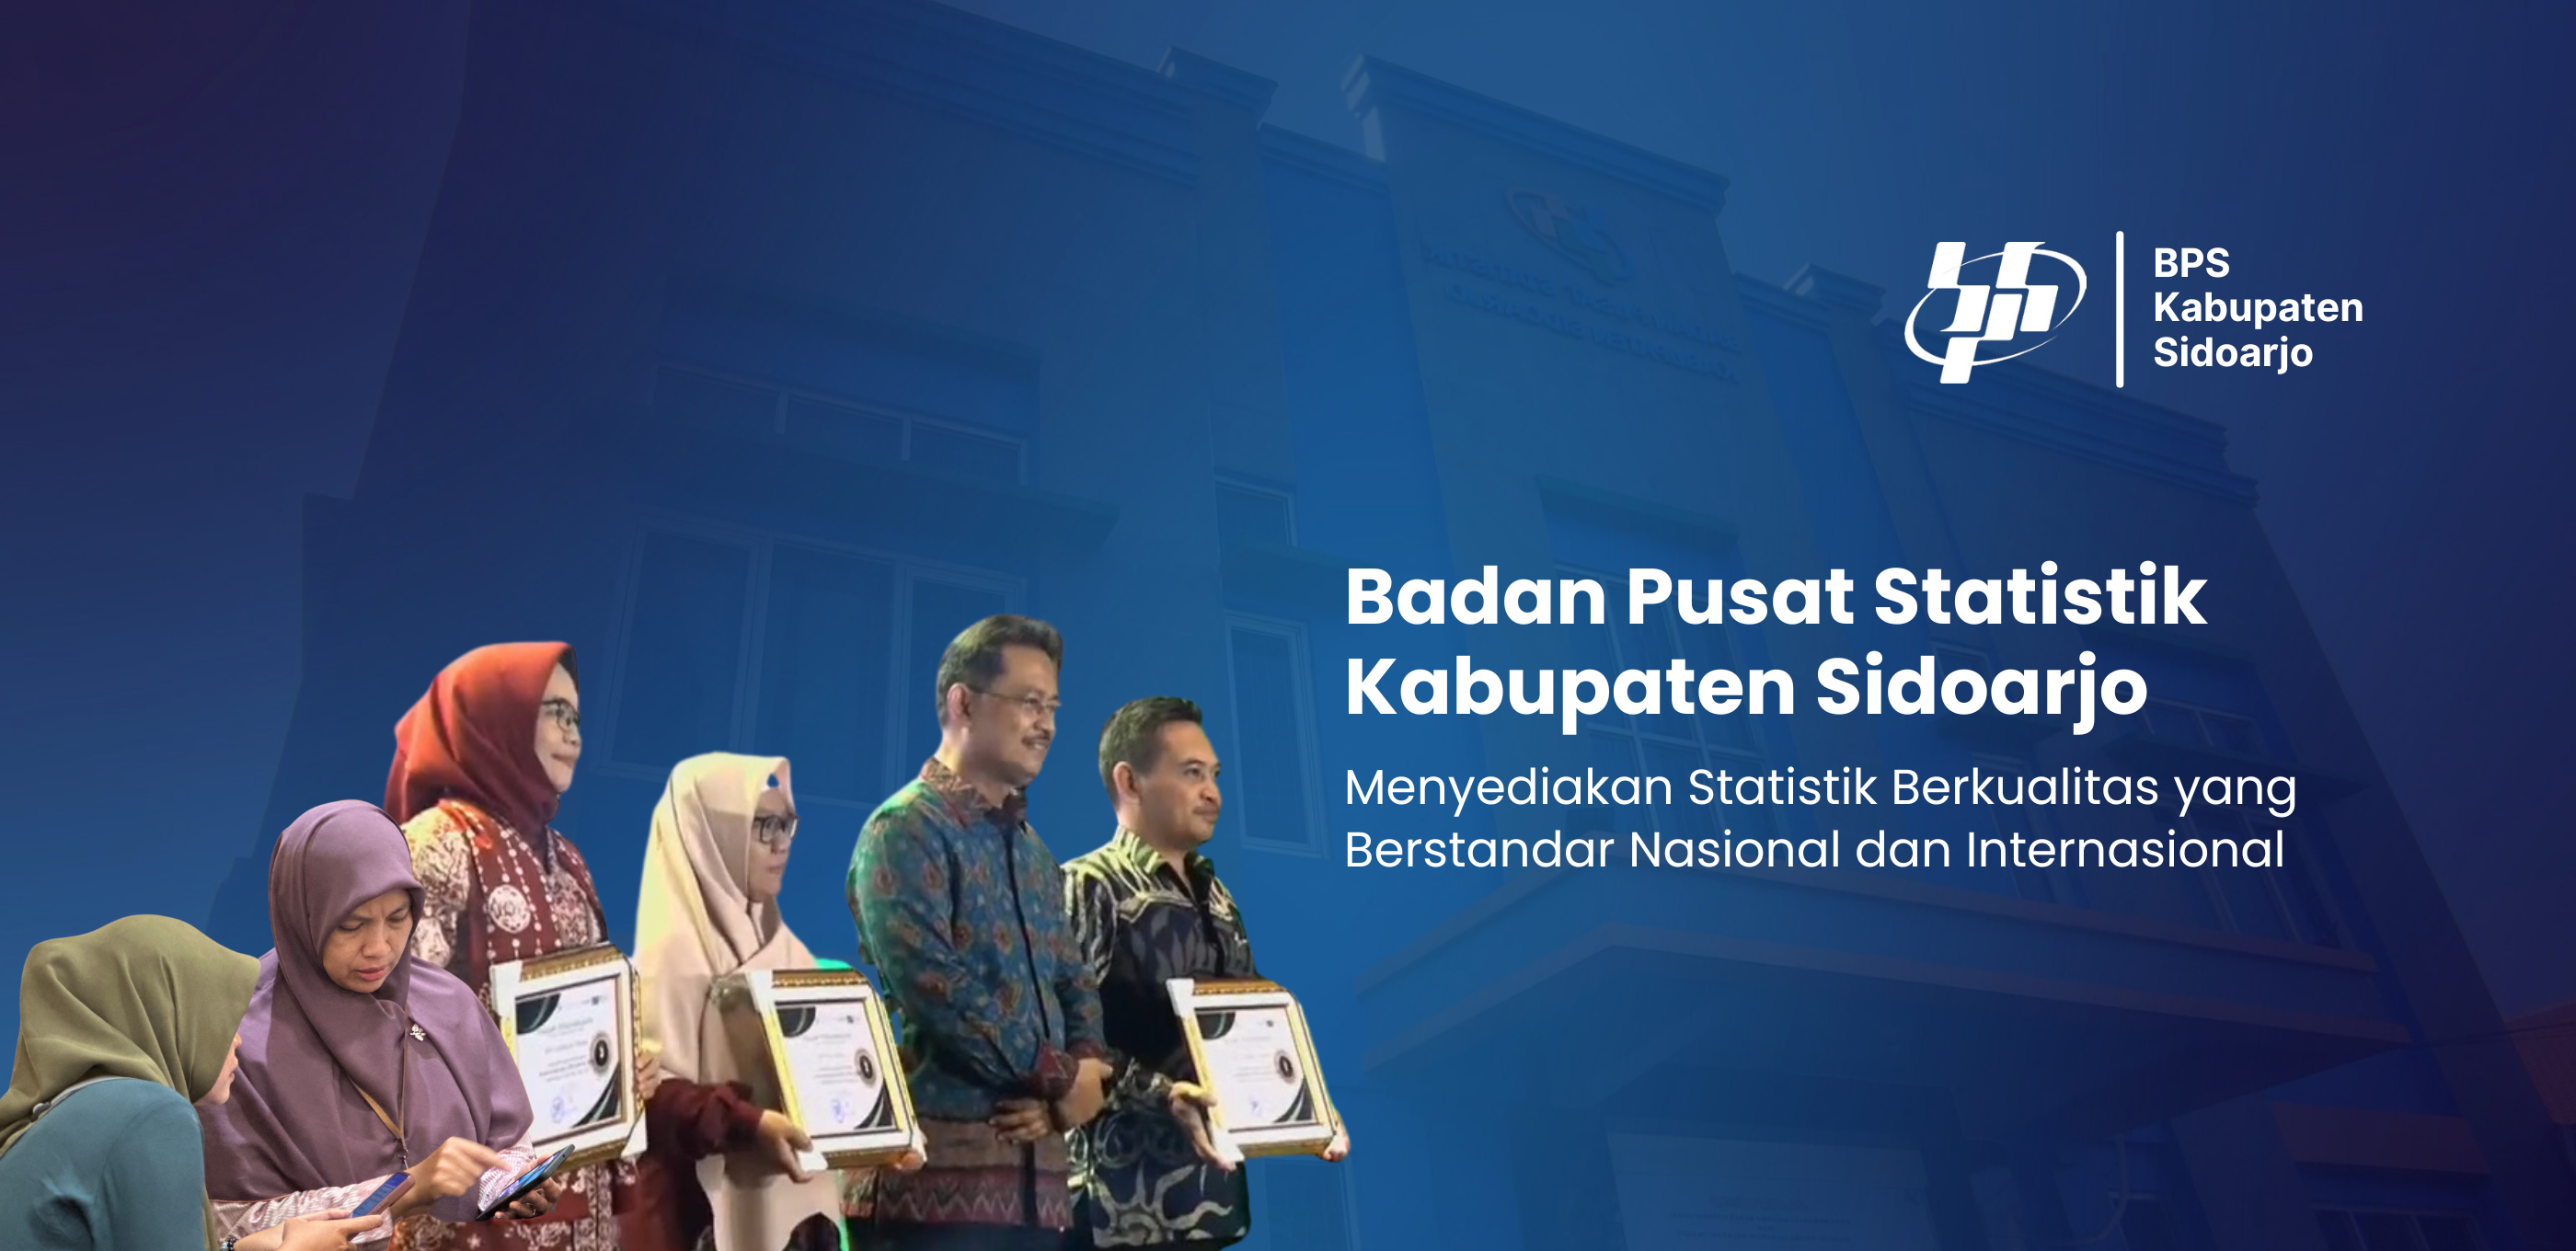 BPS
Kabupaten
Sidoarjo
Badan Pusat Statistik
Kabupaten Sidoarjo
Menyediakan Statistik Berkualitas yang
Berstandar Nasional dan Internasional